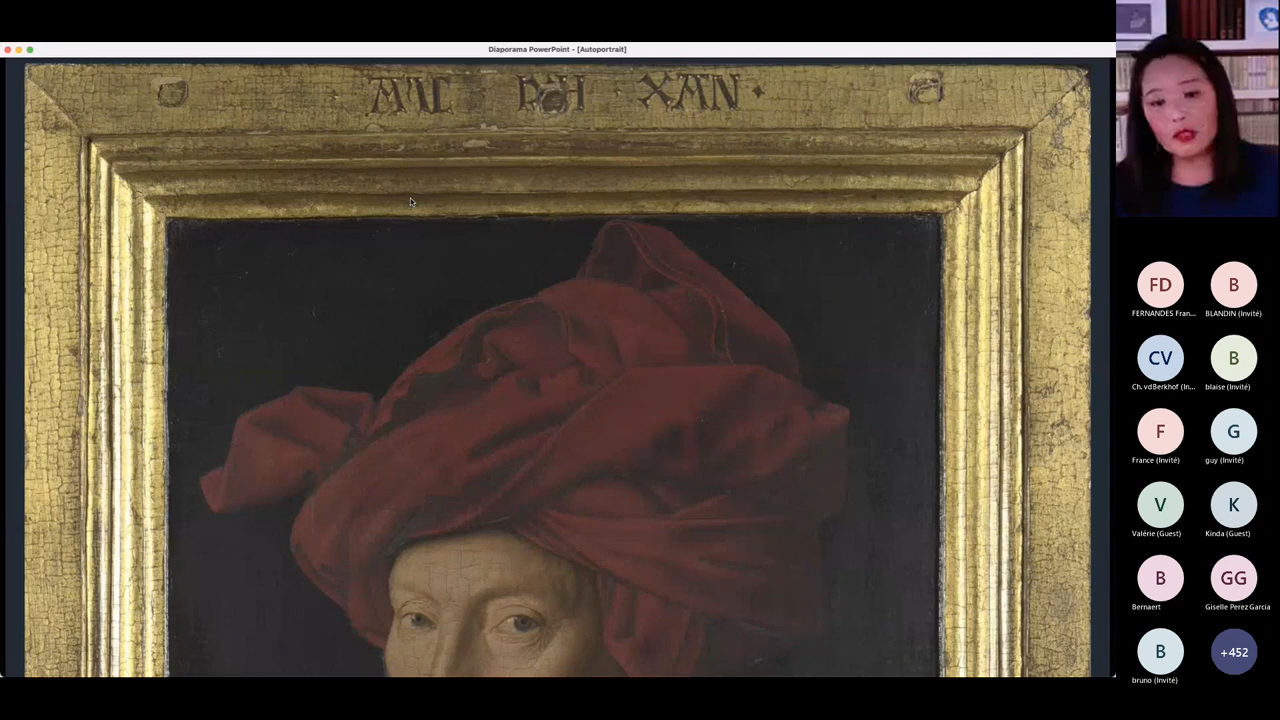 Diaporama PowerPoint - [Autoportrait]
AΛC
IXH
XAN
FD
B
FERNANDES Fran...
BLANDIN (Invité)
CV
B
Ch. vdBerkhof (In...
blaise (Invité)
F
G
France (Invité)
guy (Invité)
V
K
Valérie (Guest)
Kinda (Guest)
B
GG
Bernaert
Giselle Perez Garcia
B
+452
bruno (Invité)